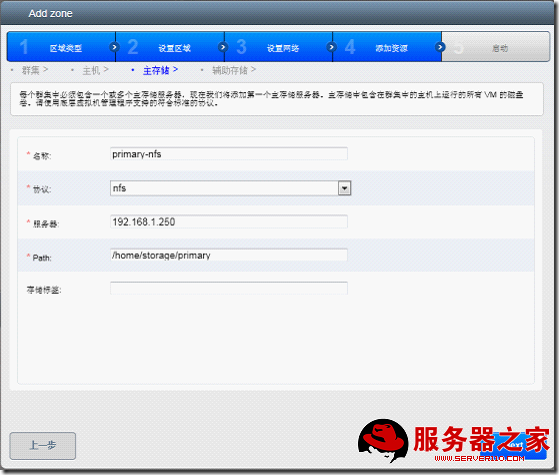 Add zone
1 区域类型 2 设置区域 3 设置网络 4 添加资源 5 启动
• 群集 > • 主机 > • 主存储 > • 辅助存储 >
每个群集中必须包含一个或多个主存储服务器，现在我们将添加第一个主存储服务器。主存储中包含在群集中的主机上运行的所有 VM 的磁盘
卷。请使用底层虚拟机管理程序支持的符合标准的协议。
* 名称: primary-nfs
* 协议: nfs
* 服务器: 192.168.1.250
* Path: /home/storage/primary
存储标签:
上一步
服务器之家